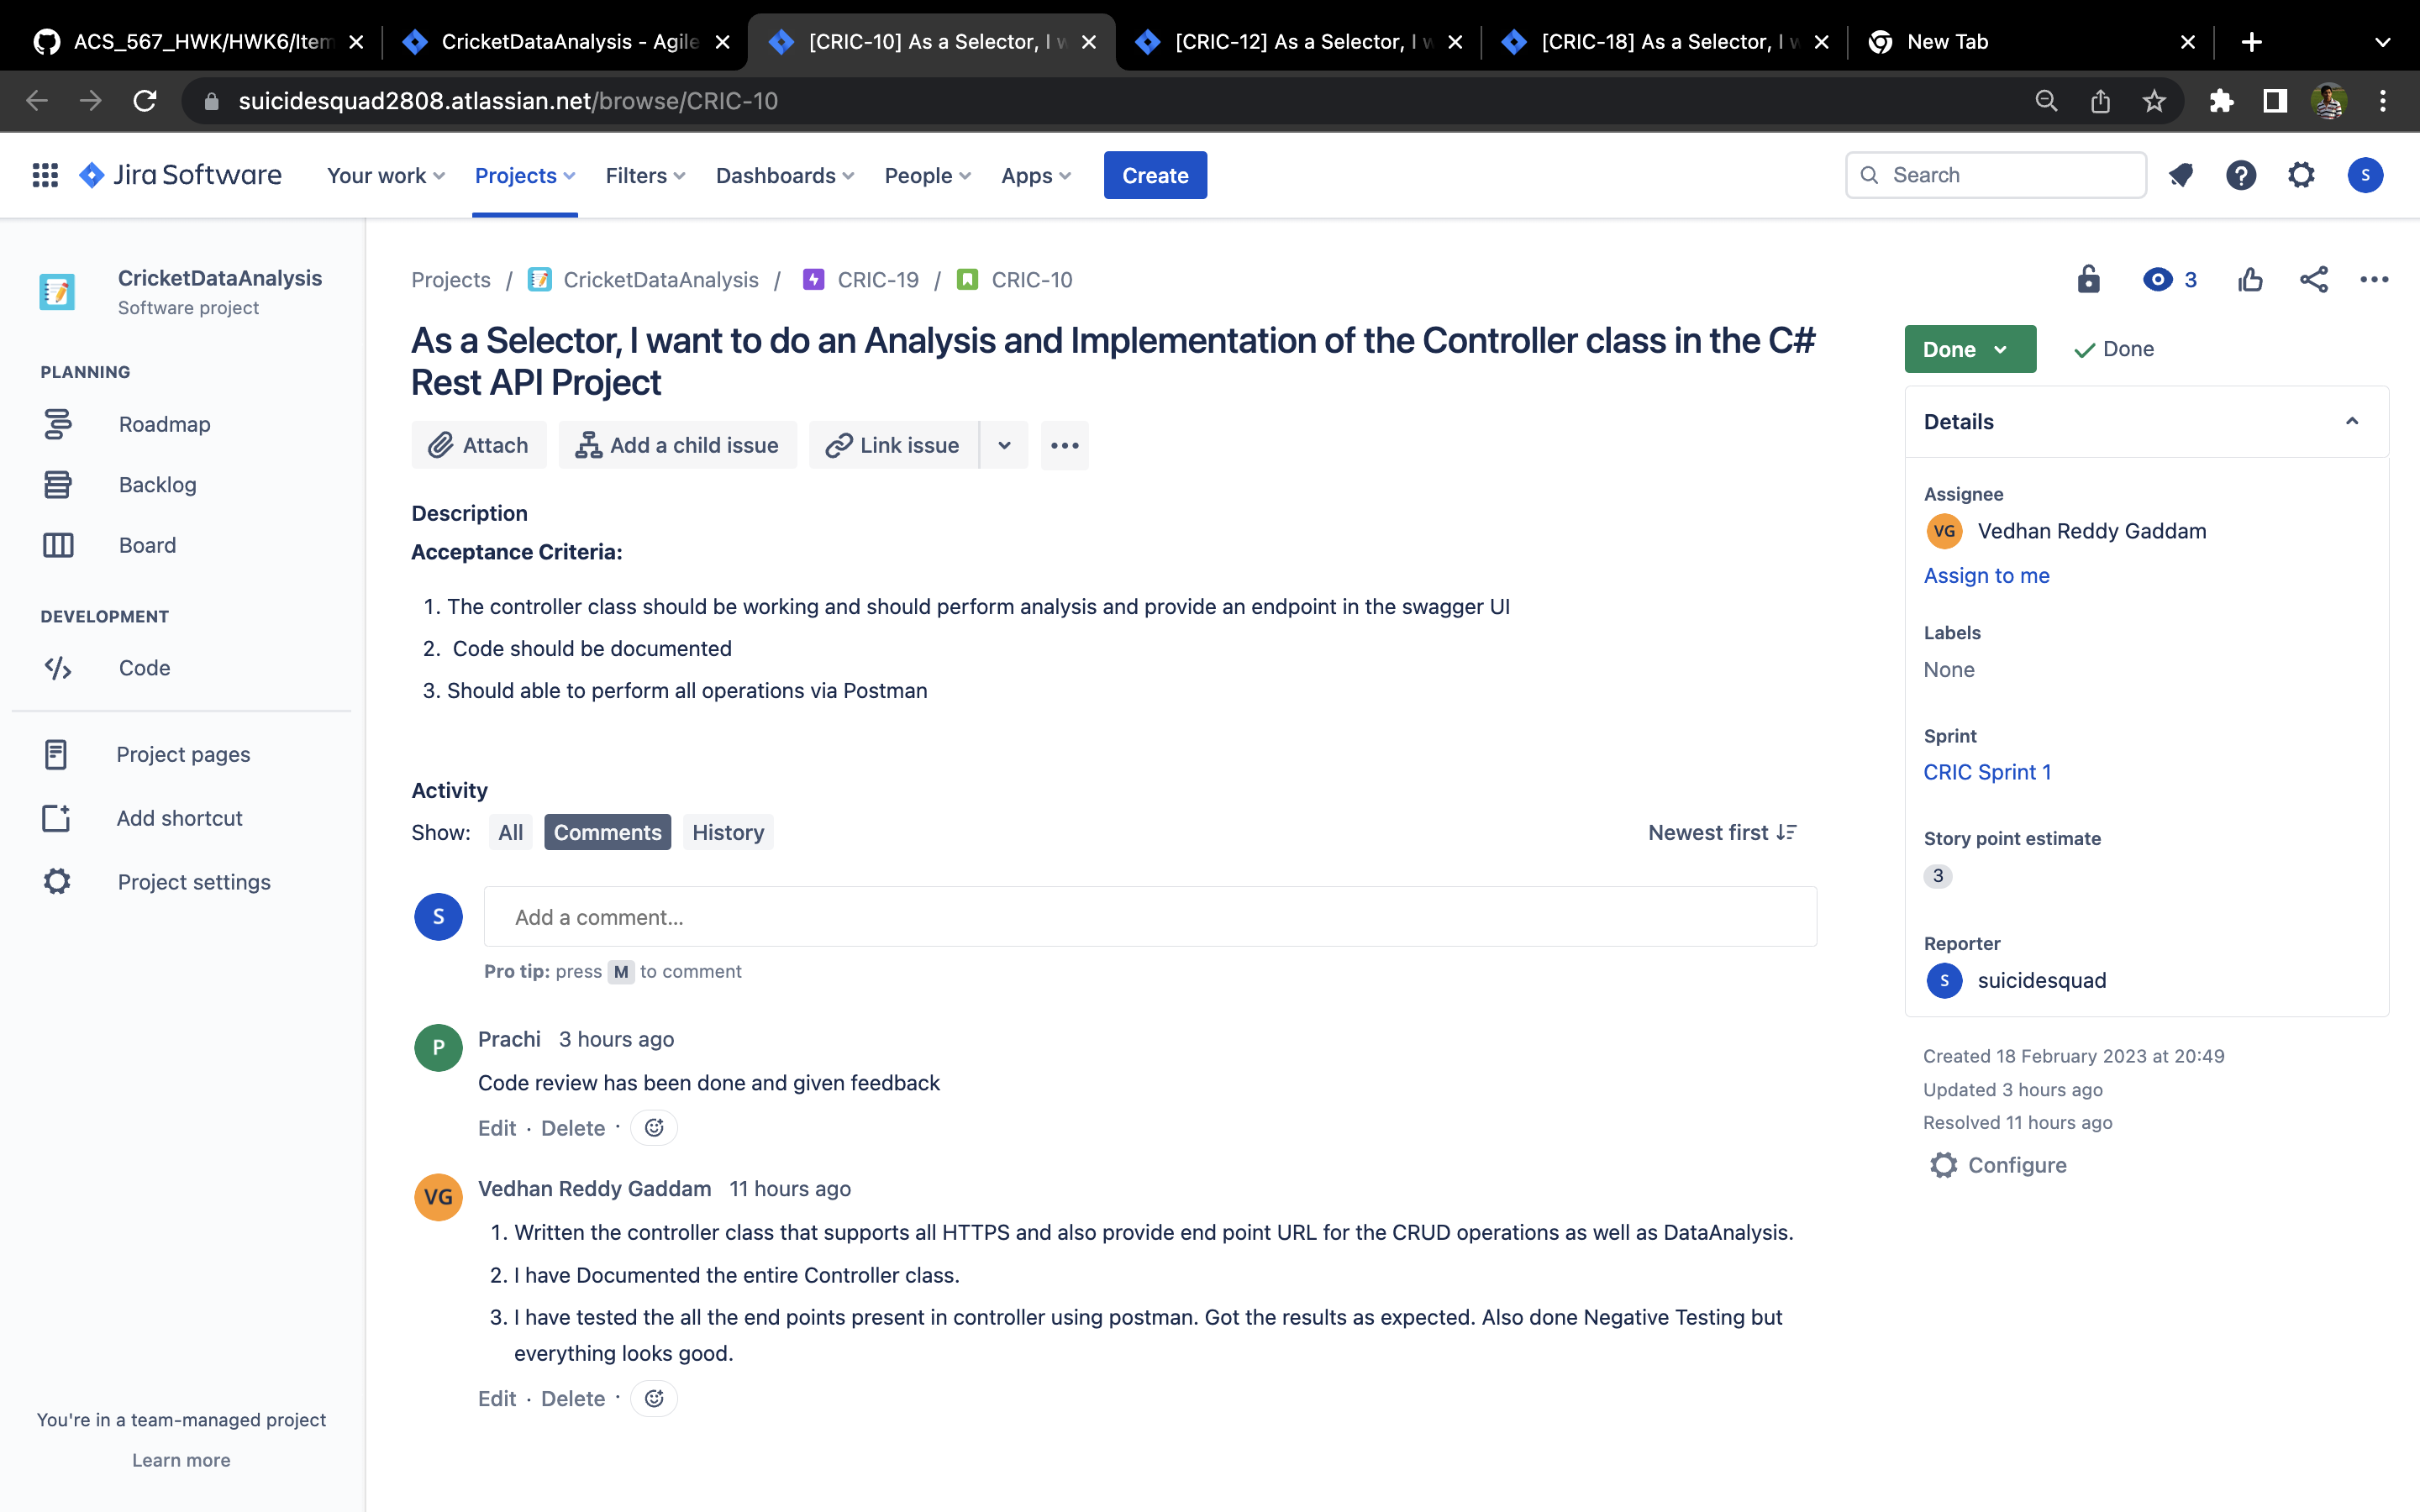 ACS_567_HWK/HWK6/Item
CricketDataAnalysis - Agile
[CRIC-10] As a Selector, I w
[CRIC-12] As a Selector, I w
[CRIC-18] As a Selector, I w
New Tab
suicidesquad2808.atlassian.net/browse/CRIC-10
Jira Software
Your work
Projects
Filters
Dashboards
People
Apps
Create
Search
S
CricketDataAnalysis
Software project
PLANNING
Roadmap
Backlog
Board
DEVELOPMENT
Code
Project pages
Add shortcut
Project settings
You're in a team-managed project
Learn more
Projects / CricketDataAnalysis / CRIC-19 / CRIC-10
3
As a Selector, I want to do an Analysis and Implementation of the Controller class in the C#
Rest API Project
Attach
Add a child issue
Link issue
Description
Acceptance Criteria:
1. The controller class should be working and should perform analysis and provide an endpoint in the swagger UI
2. Code should be documented
3. Should able to perform all operations via Postman
Activity
Show: All Comments History
Newest first
S
Add a comment...
Pro tip: press M to comment
P
Prachi 3 hours ago
Code review has been done and given feedback
Edit · Delete ·
VG
Vedhan Reddy Gaddam 11 hours ago
1. Written the controller class that supports all HTTPS and also provide end point URL for the CRUD operations as well as DataAnalysis.
2. I have Documented the entire Controller class.
3. I have tested the all the end points present in controller using postman. Got the results as expected. Also done Negative Testing but
everything looks good.
Edit · Delete ·
Done
Done
Details
Assignee
VG Vedhan Reddy Gaddam
Assign to me
Labels
None
Sprint
CRIC Sprint 1
Story point estimate
3
Reporter
S suicidesquad
Created 18 February 2023 at 20:49
Updated 3 hours ago
Resolved 11 hours ago
Configure